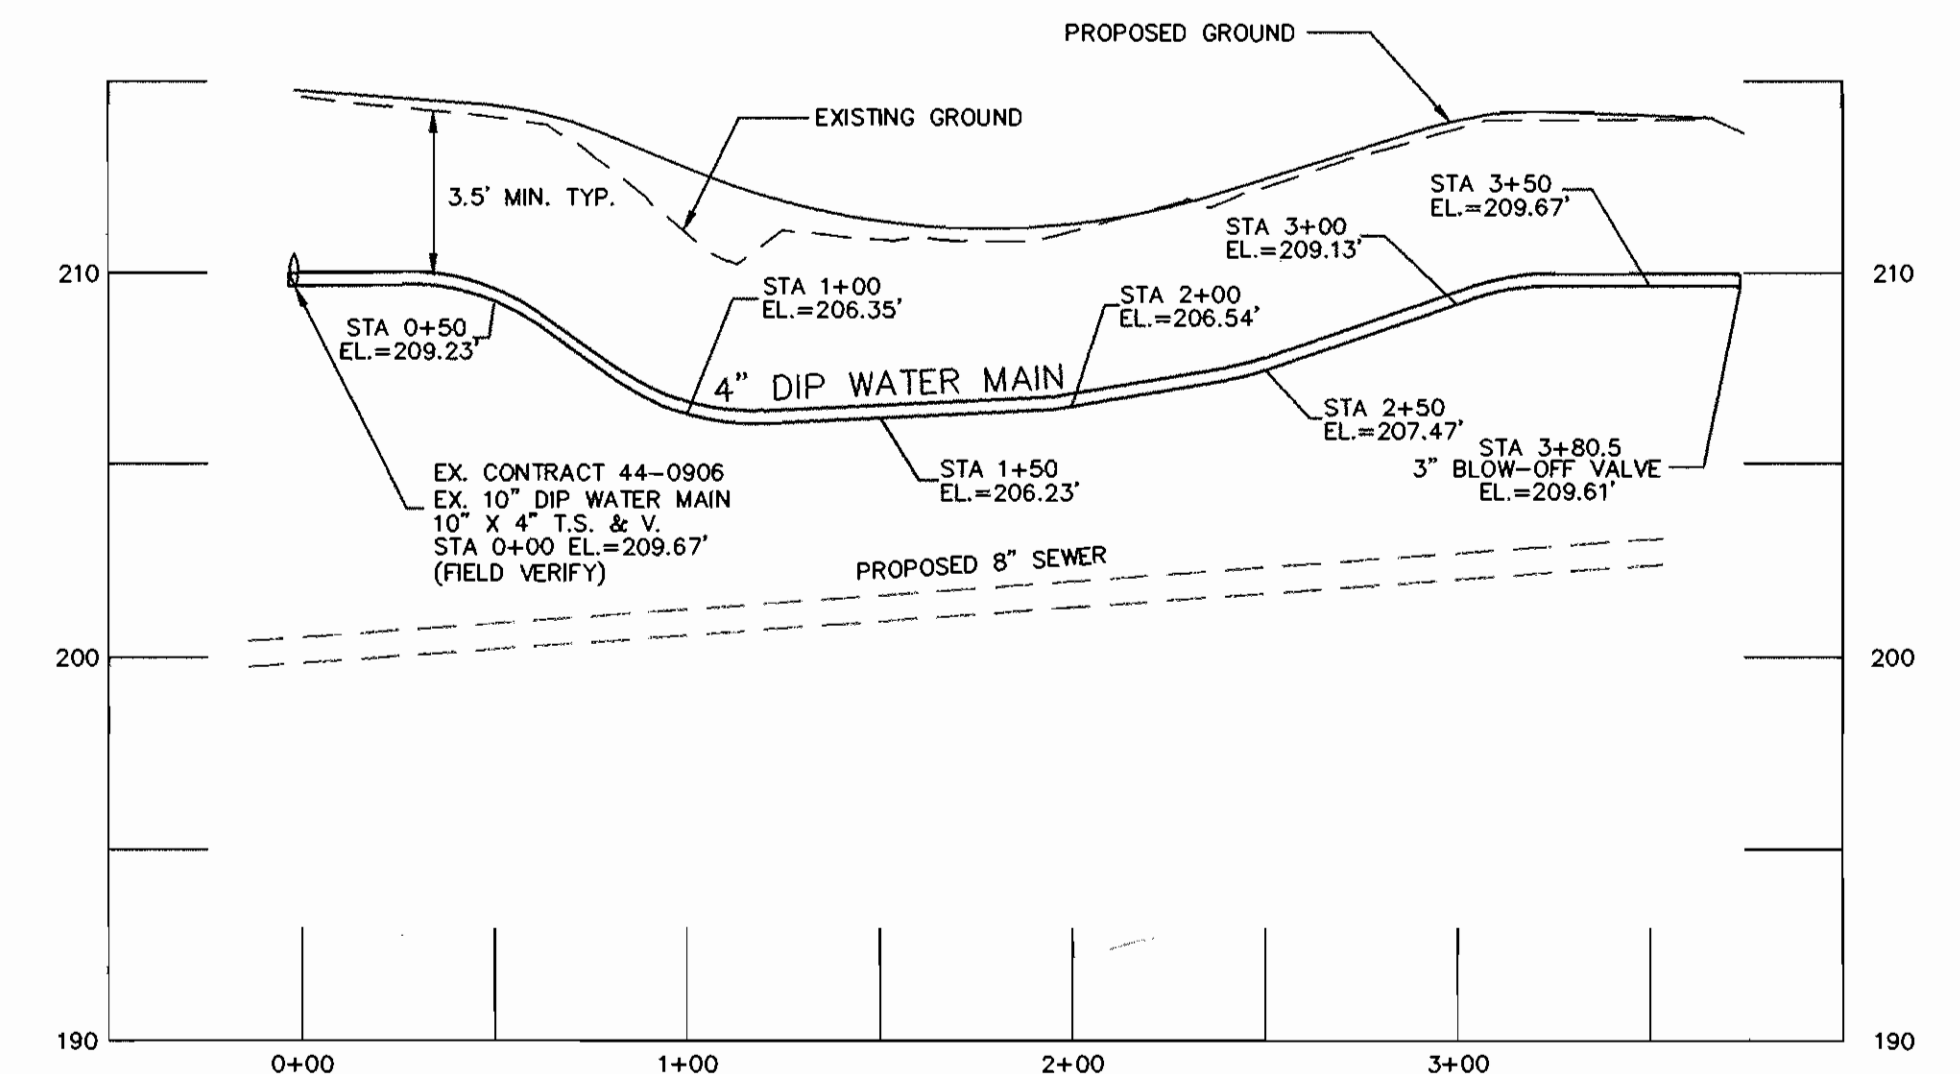 PROPOSED GROUND
EXISTING GROUND
3.5' MIN. TYP.
STA 3+50
EL.=209.67'
STA 3+00
EL.=209.13'
210
210
STA 1+00
EL.=206.35'
STA 2+00
EL.=206.54'
STA 0+50
EL.=209.23'
4" DIP WATER MAIN
STA 2+50
EL.=207.47'
STA 3+80.5
3" BLOW-OFF VALVE
EL.=209.61'
STA 1+50
EL.=206.23'
EX. CONTRACT 44-0906
EX. 10" DIP WATER MAIN
10" X 4" T.S. & V.
STA 0+00 EL.=209.67'
(FIELD VERIFY)
PROPOSED 8" SEWER
200
200
190
190
0+00
1+00
2+00
3+00